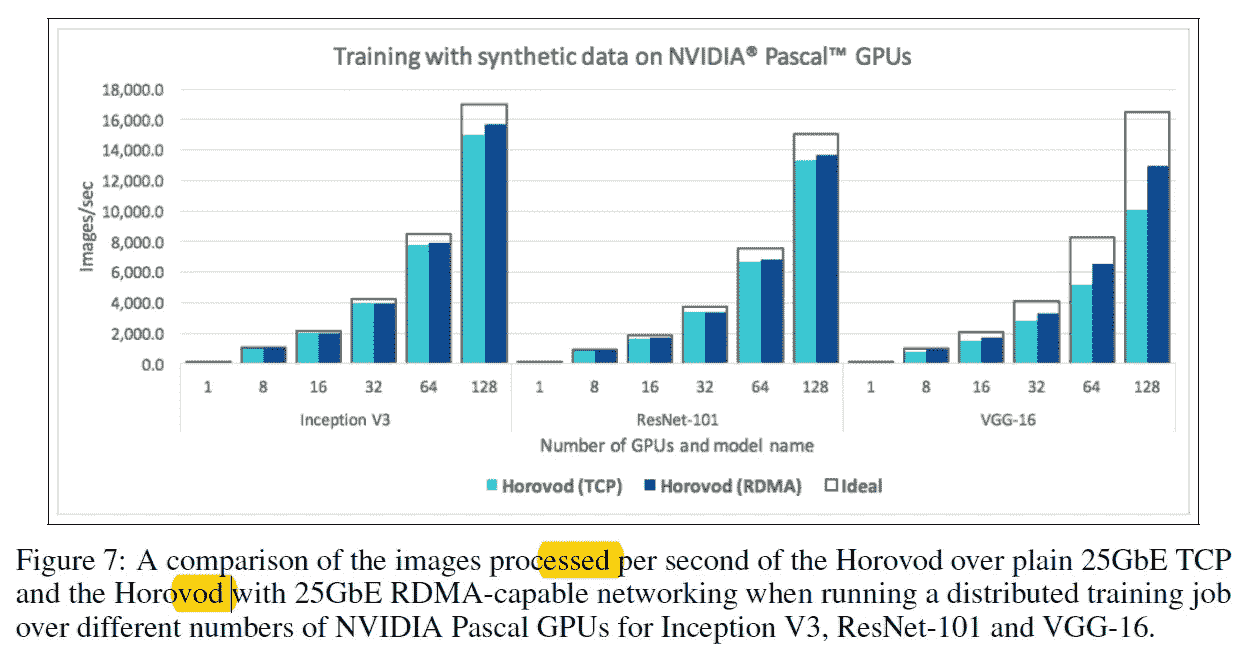 Training with synthetic data on NVIDIA® Pascal™ GPUs
18,000.0
16,000.0
14,000.0
12,000.0
10,000.0
8,000.0
6,000.0
4,000.0
2,000.0
0.0
Images/sec
1 8 16 32 64 128 1 8 16 32 64 128 1 8 16 32 64 128
Inception V3 ResNet-101 VGG-16
Number of GPUs and model name
Horovod (TCP) Horovod (RDMA) Ideal
Figure 7: A comparison of the images processed per second of the Horovod over plain 25GbE TCP
and the Horovod with 25GbE RDMA-capable networking when running a distributed training job
over different numbers of NVIDIA Pascal GPUs for Inception V3, ResNet-101 and VGG-16.